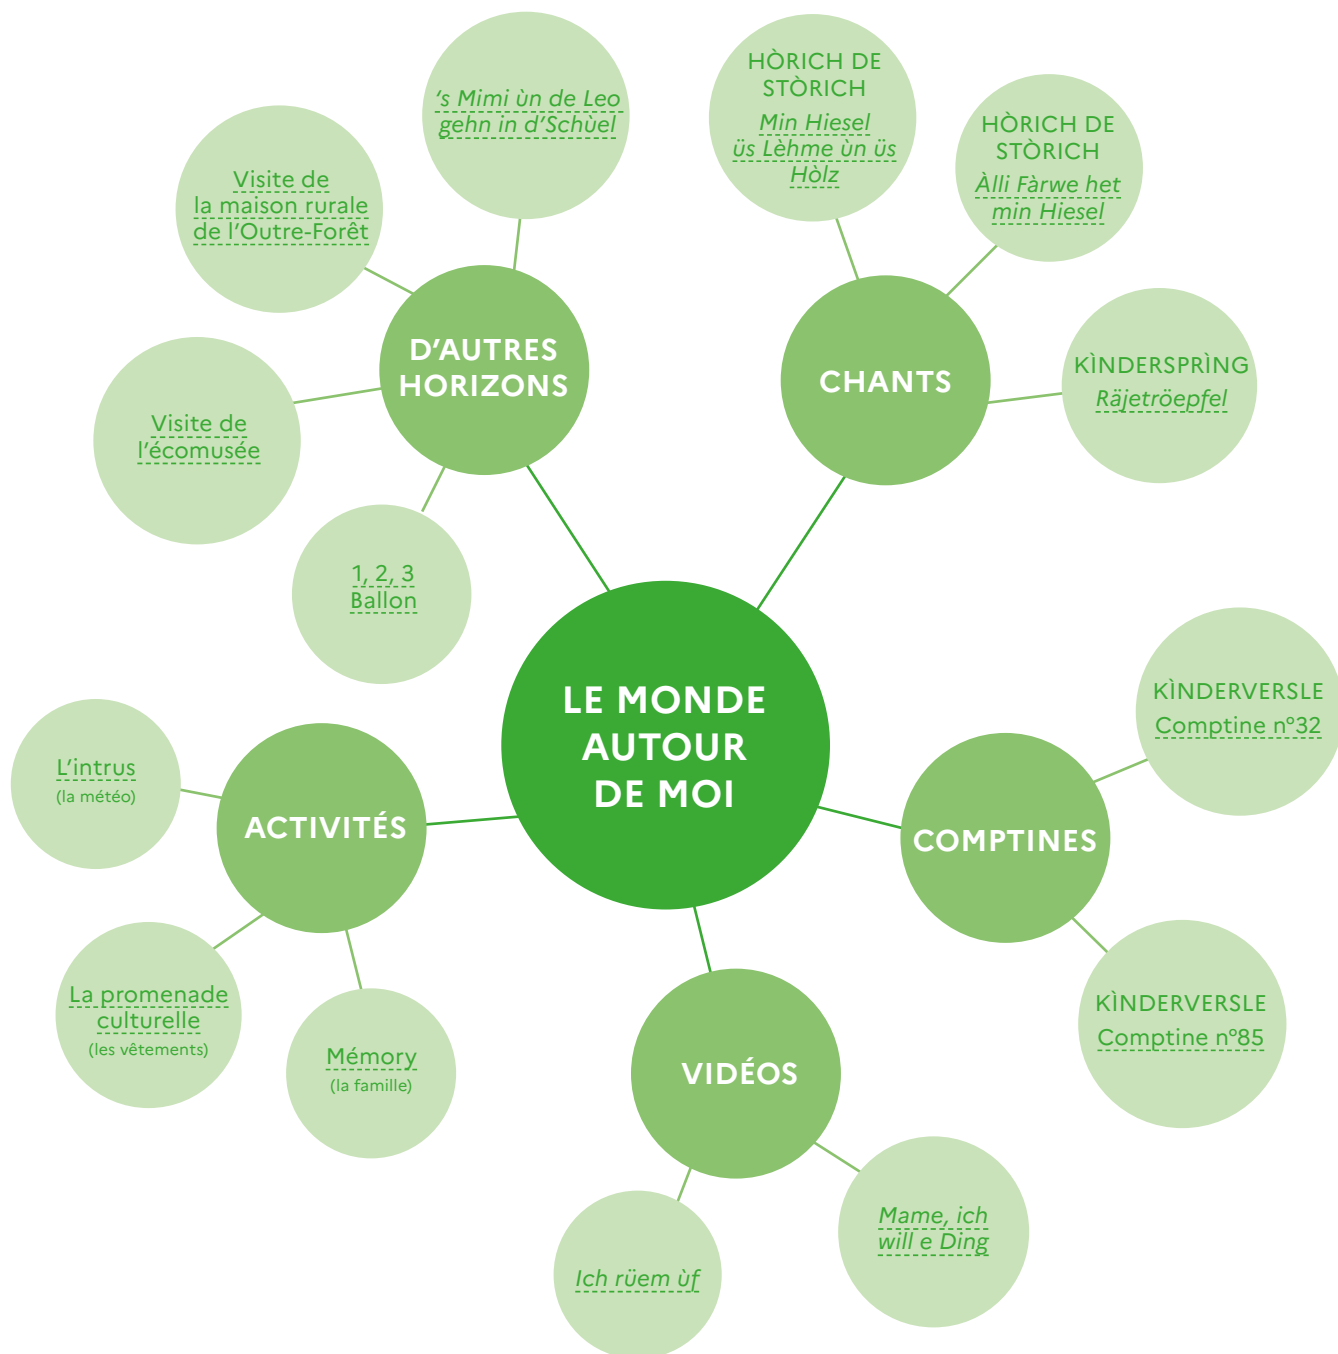 's Mimi ùn de Leo
gehn in d'Schùel
Visite de
la maison rurale
de l'Outre-Forêt
Visite de
l'écomusée
1, 2, 3
Ballon
D'AUTRES
HORIZONS
HÒRICH DE
STÒRICH
Min Hiesel
üs Lèhme ùn üs
Hòlz
HÒRICH DE
STÒRICH
Àlli Fàrwe het
min Hiesel
KÌNDERSPRÌNG
Räjetröepfel
CHANTS
LE MONDE
AUTOUR
DE MOI
KÌNDERVERSLE
Comptine nº32
COMPTINES
KÌNDERVERSLE
Comptine nº85
L'intrus
(la météo)
ACTIVITÉS
La promenade
culturelle
(les vêtements)
Mémory
(la famille)
VIDÉOS
Mame, ich
will e Ding
Ich rüem ùf